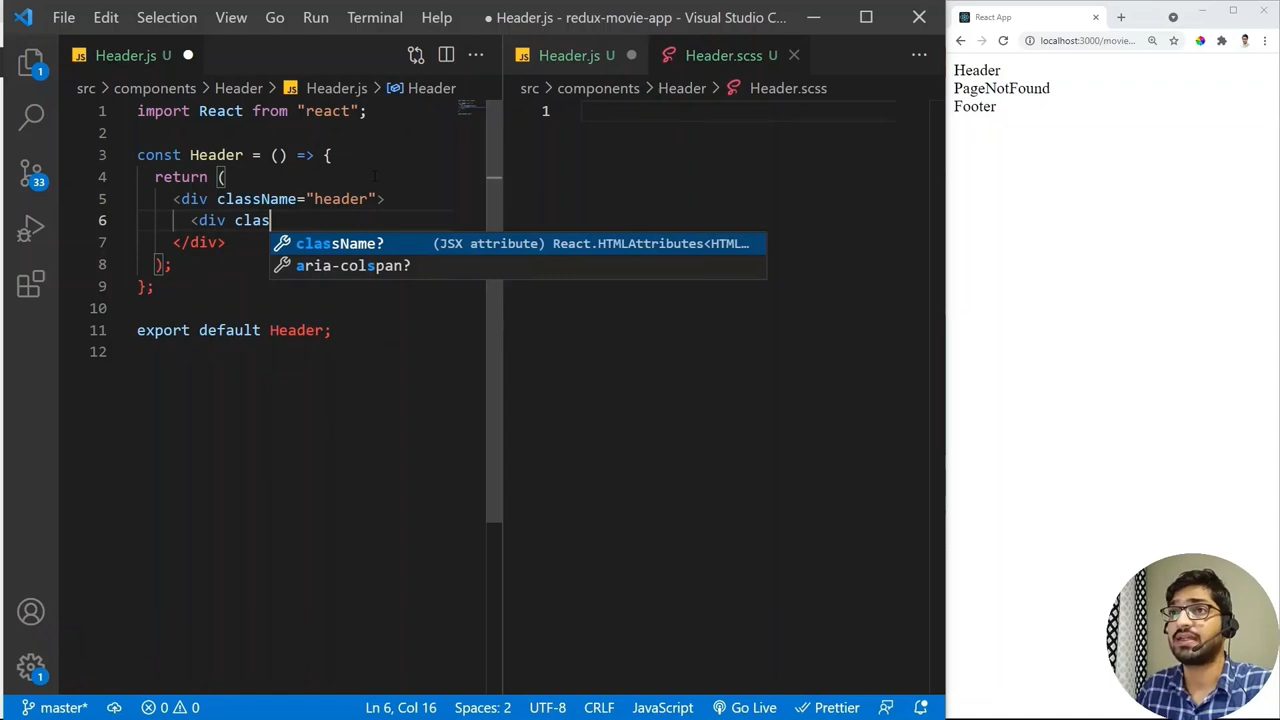 File Edit Selection View Go Run Terminal Help ● Header.js - redux-movie-app - Visual Studio C...
JS Header.js U ●
src > components > Header > JS Header.js > Header
1 import React from "react";
2
3 const Header = () => {
4 return (
5 <div className="header">
6 <div clas
className? (JSX attribute) React.HTMLAttributes<HTML...
aria-colspan?
7 </div>
8 );
9 };
10
11 export default Header;
12
JS Header.js U ● Header.scss U
src > components > Header > Header.scss
1
33
1
master* 0 0 Ln 6, Col 16 Spaces: 2 UTF-8 CRLF JavaScript Go Live Prettier
React App
localhost:3000/movie...
Header
PageNotFound
Footer